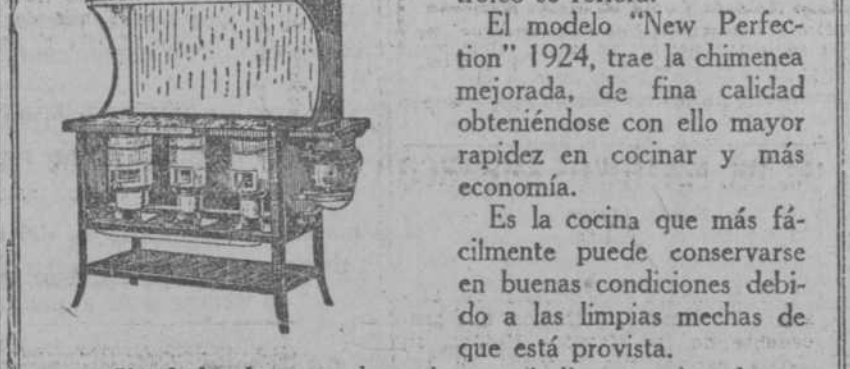 El modelo "New Perfec-
tion" 1924, trae la chimenea
mejorada, de fina calidad
obteniéndose con ello mayor
rapidez en cocinar y más
economía.
Es la cocina que más fá-
cilmente puede conservarse
en buenas condiciones debi-
do a las limpias mechas de
que está provista.